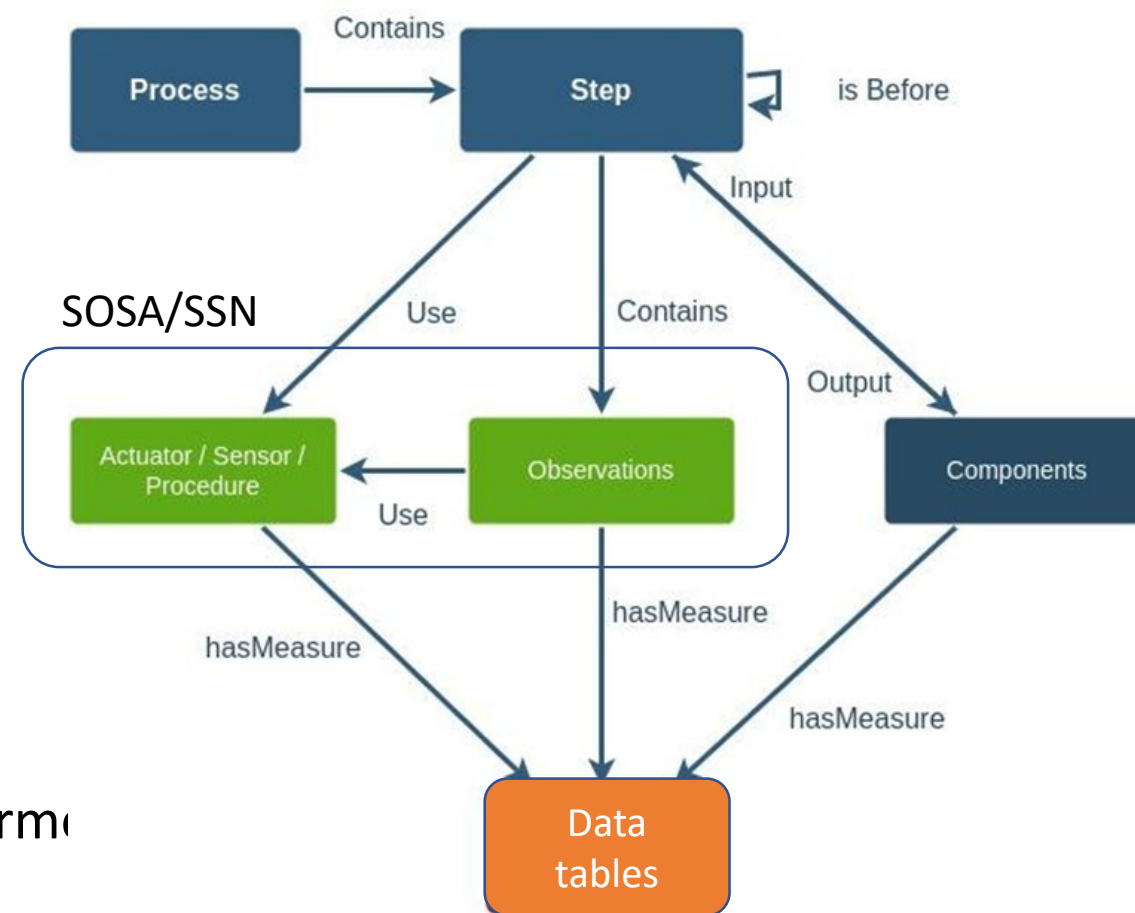 Contains
Process
Step
is Before
Input
SOSA/SSN
Use
Contains
Output
Actuator / Sensor /
Procedure
Observations
Components
Use
hasMeasure
hasMeasure
hasMeasure
Data
tables